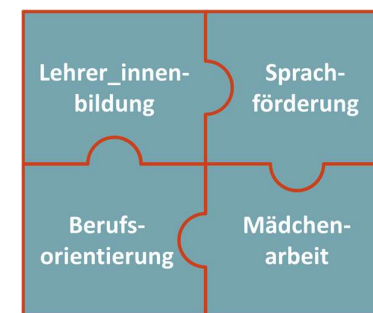 Lehrer_innen-
bildung
Sprach-
förderung
Berufs-
orientierung
Mädchen-
arbeit